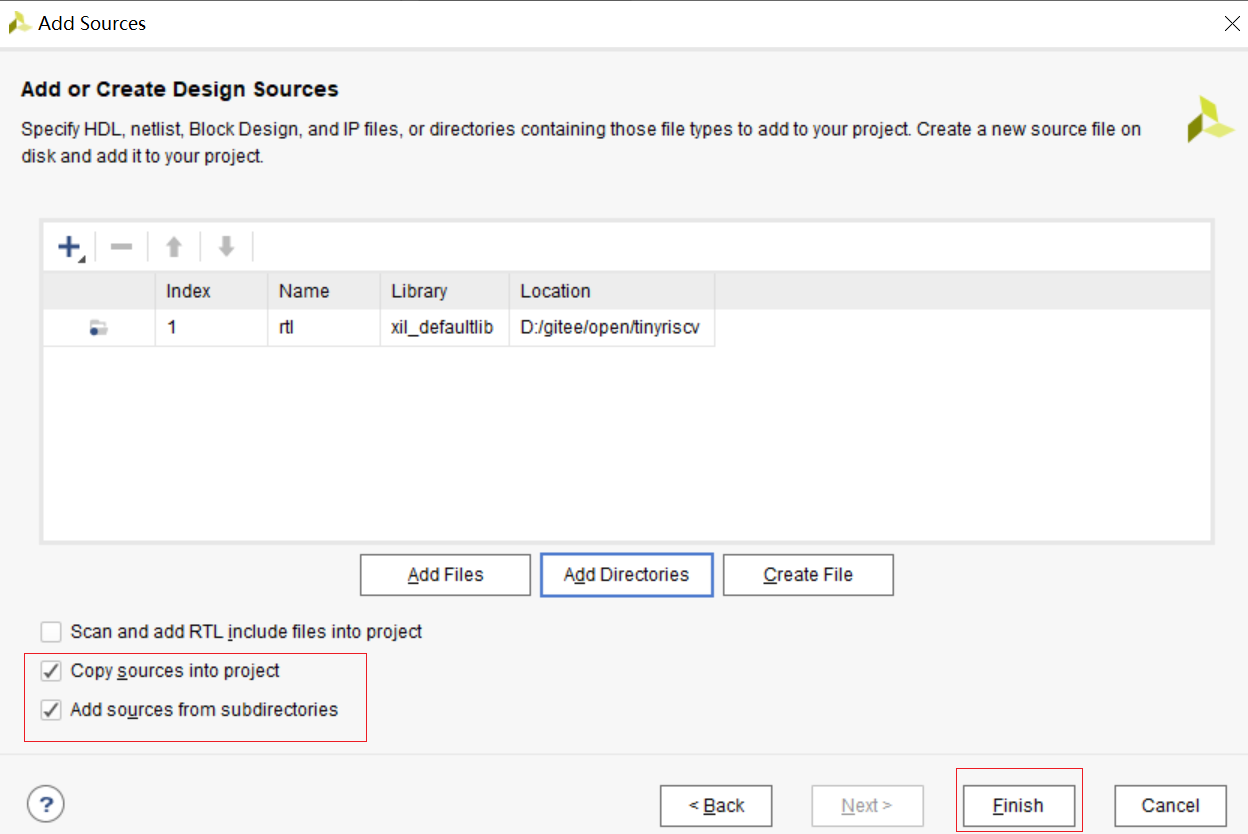 Add Sources
Add or Create Design Sources
Specify HDL, netlist, Block Design, and IP files, or directories containing those file types to add to your project. Create a new source file on
disk and add it to your project.
Index Name Library Location
1 rtl xil_defaultlib D:/gitee/open/tinyriscv
Add Files Add Directories Create File
Scan and add RTL include files into project
Copy sources into project
Add sources from subdirectories
? < Back Next > Finish Cancel